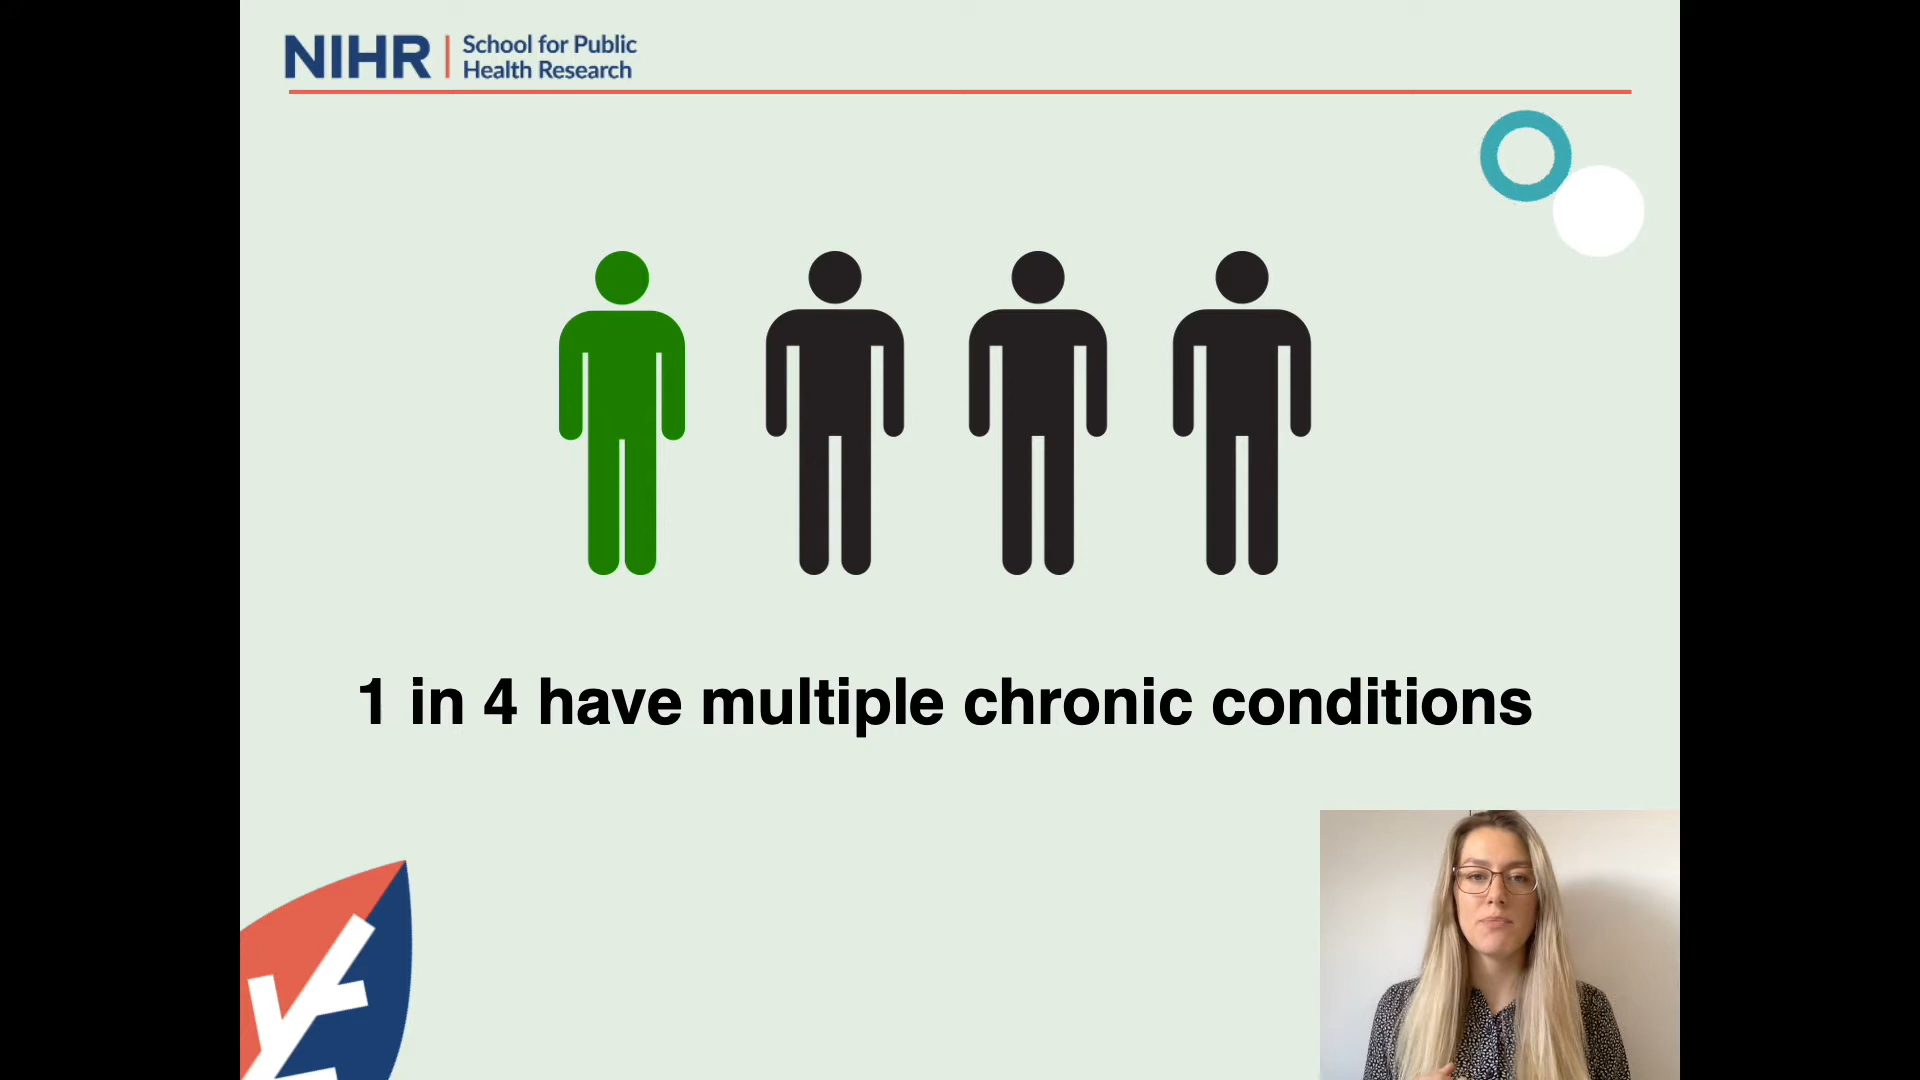 NIHR
School for Public
Health Research
1 in 4 have multiple chronic conditions